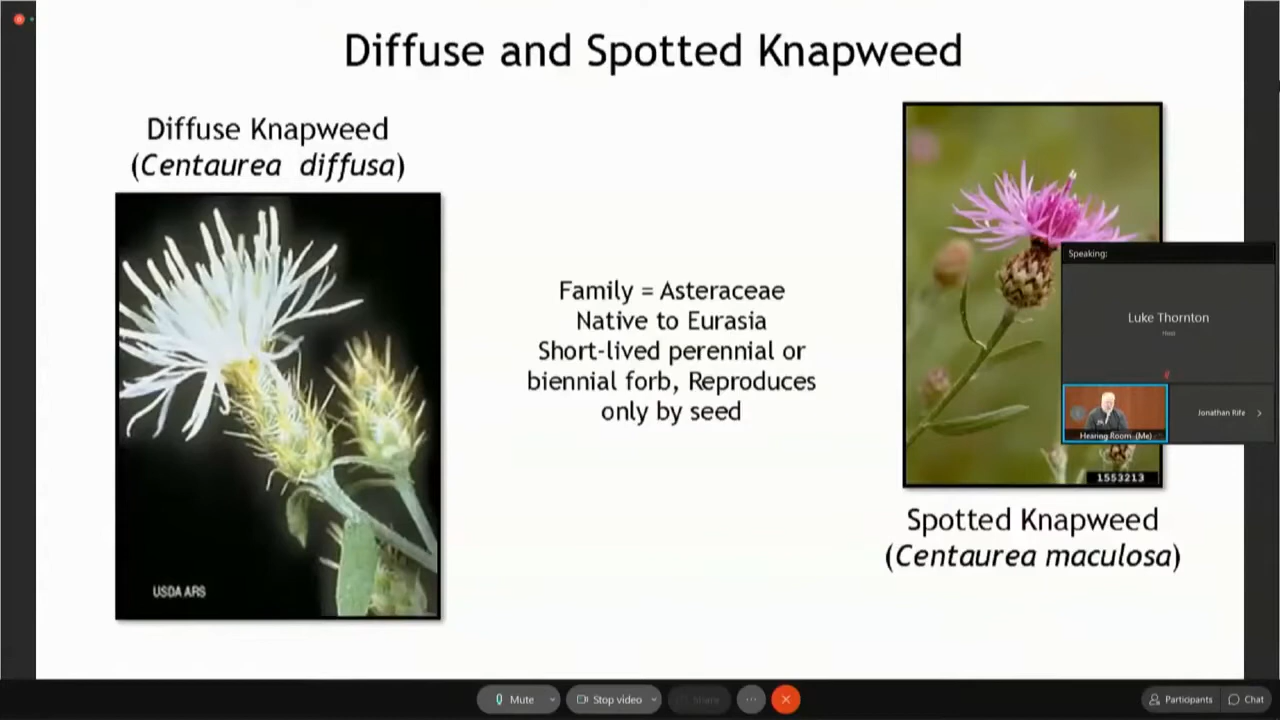 Diffuse and Spotted Knapweed
Diffuse Knapweed
(Centaurea diffusa)
USDA ARS
Family = Asteraceae
Native to Eurasia
Short-lived perennial or
biennial forb, Reproduces
only by seed
1553213
Spotted Knapweed
(Centaurea maculosa)
Speaking:
Luke Thornton
Host
Hearing Room (Me)
Jonathan Rife
Mute
Stop video
Share
Participants
Chat